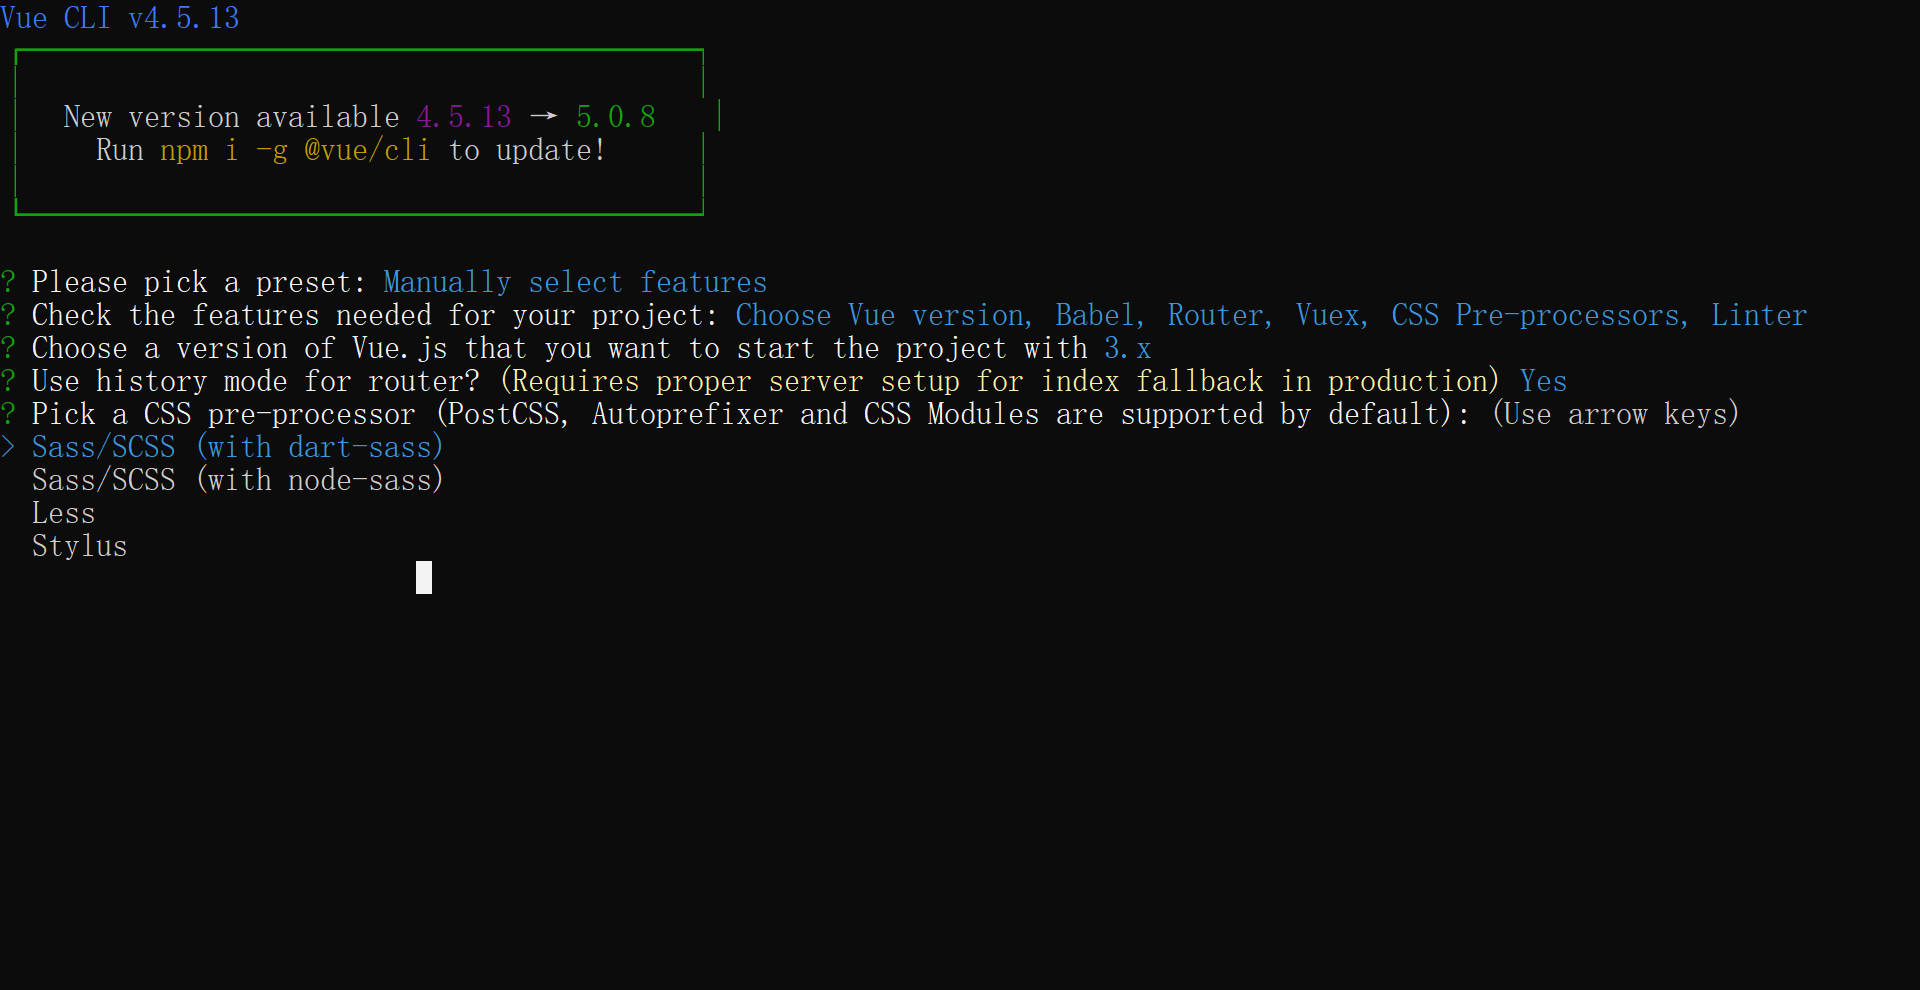 Vue CLI v4.5.13
New version available 4.5.13 → 5.0.8
Run npm i -g @vue/cli to update!
? Please pick a preset: Manually select features
? Check the features needed for your project: Choose Vue version, Babel, Router, Vuex, CSS Pre-processors, Linter
? Choose a version of Vue.js that you want to start the project with 3.x
? Use history mode for router? (Requires proper server setup for index fallback in production) Yes
? Pick a CSS pre-processor (PostCSS, Autoprefixer and CSS Modules are supported by default): (Use arrow keys)
> Sass/SCSS (with dart-sass)
Sass/SCSS (with node-sass)
Less
Stylus